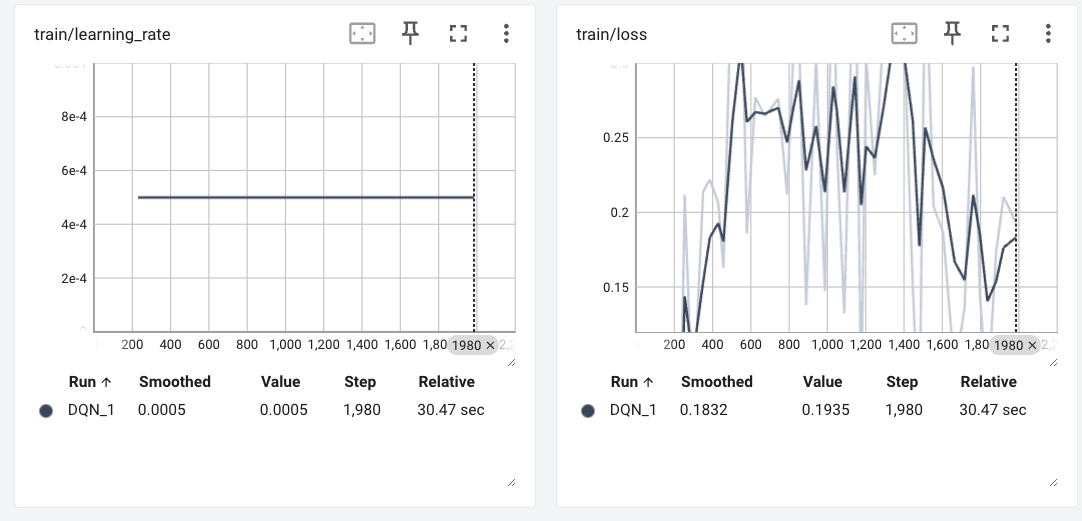 train/learning_rate
8e-4
6e-4
4e-4
2e-4
200 400 600 800 1,000 1,200 1,400 1,600 1,80 1980 ×
Run ↑ Smoothed Value Step Relative
DQN_1 0.0005 0.0005 1,980 30.47 sec
train/loss
0.25
0.2
0.15
200 400 600 800 1,000 1,200 1,400 1,600 1,80 1980 ×
Run ↑ Smoothed Value Step Relative
DQN_1 0.1832 0.1935 1,980 30.47 sec